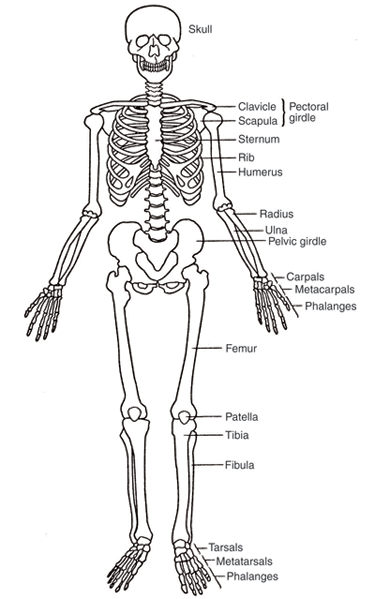 Skull
Clavicle
Pectoral
Scapula
girdle
Sternum
Rib
Humerus
Radius
Ulna
Pelvic girdle
Carpals
Metacarpals
Phalanges
Femur
Patella
Tibia
Fibula
Tarsals
Metatarsals
Phalanges